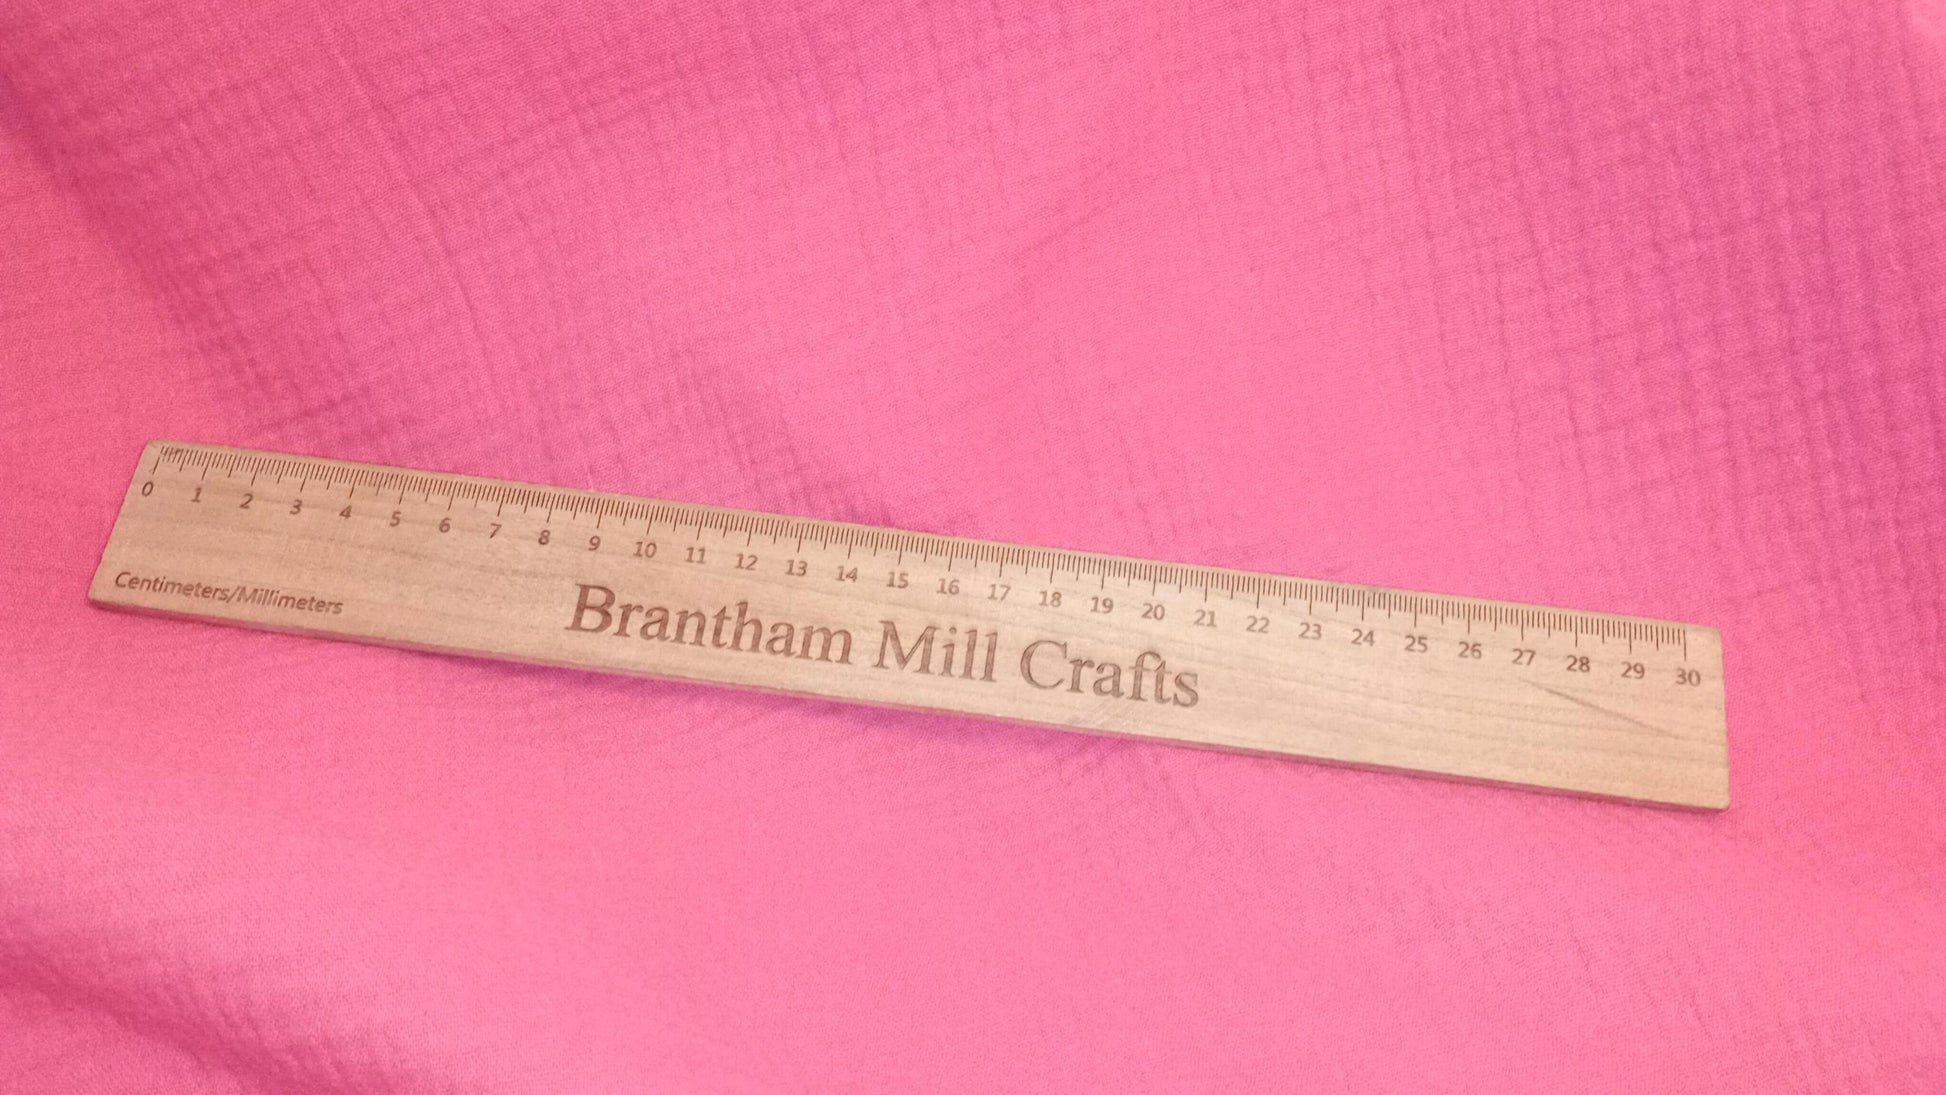 0 1 2 3 4 5 6 7 8 9 10 11 12 13 14 15 16 17 18 19 20 21 22 23 24 25 26 27 28 29 30
Centimeters/Millimeters
Brantham Mill Crafts